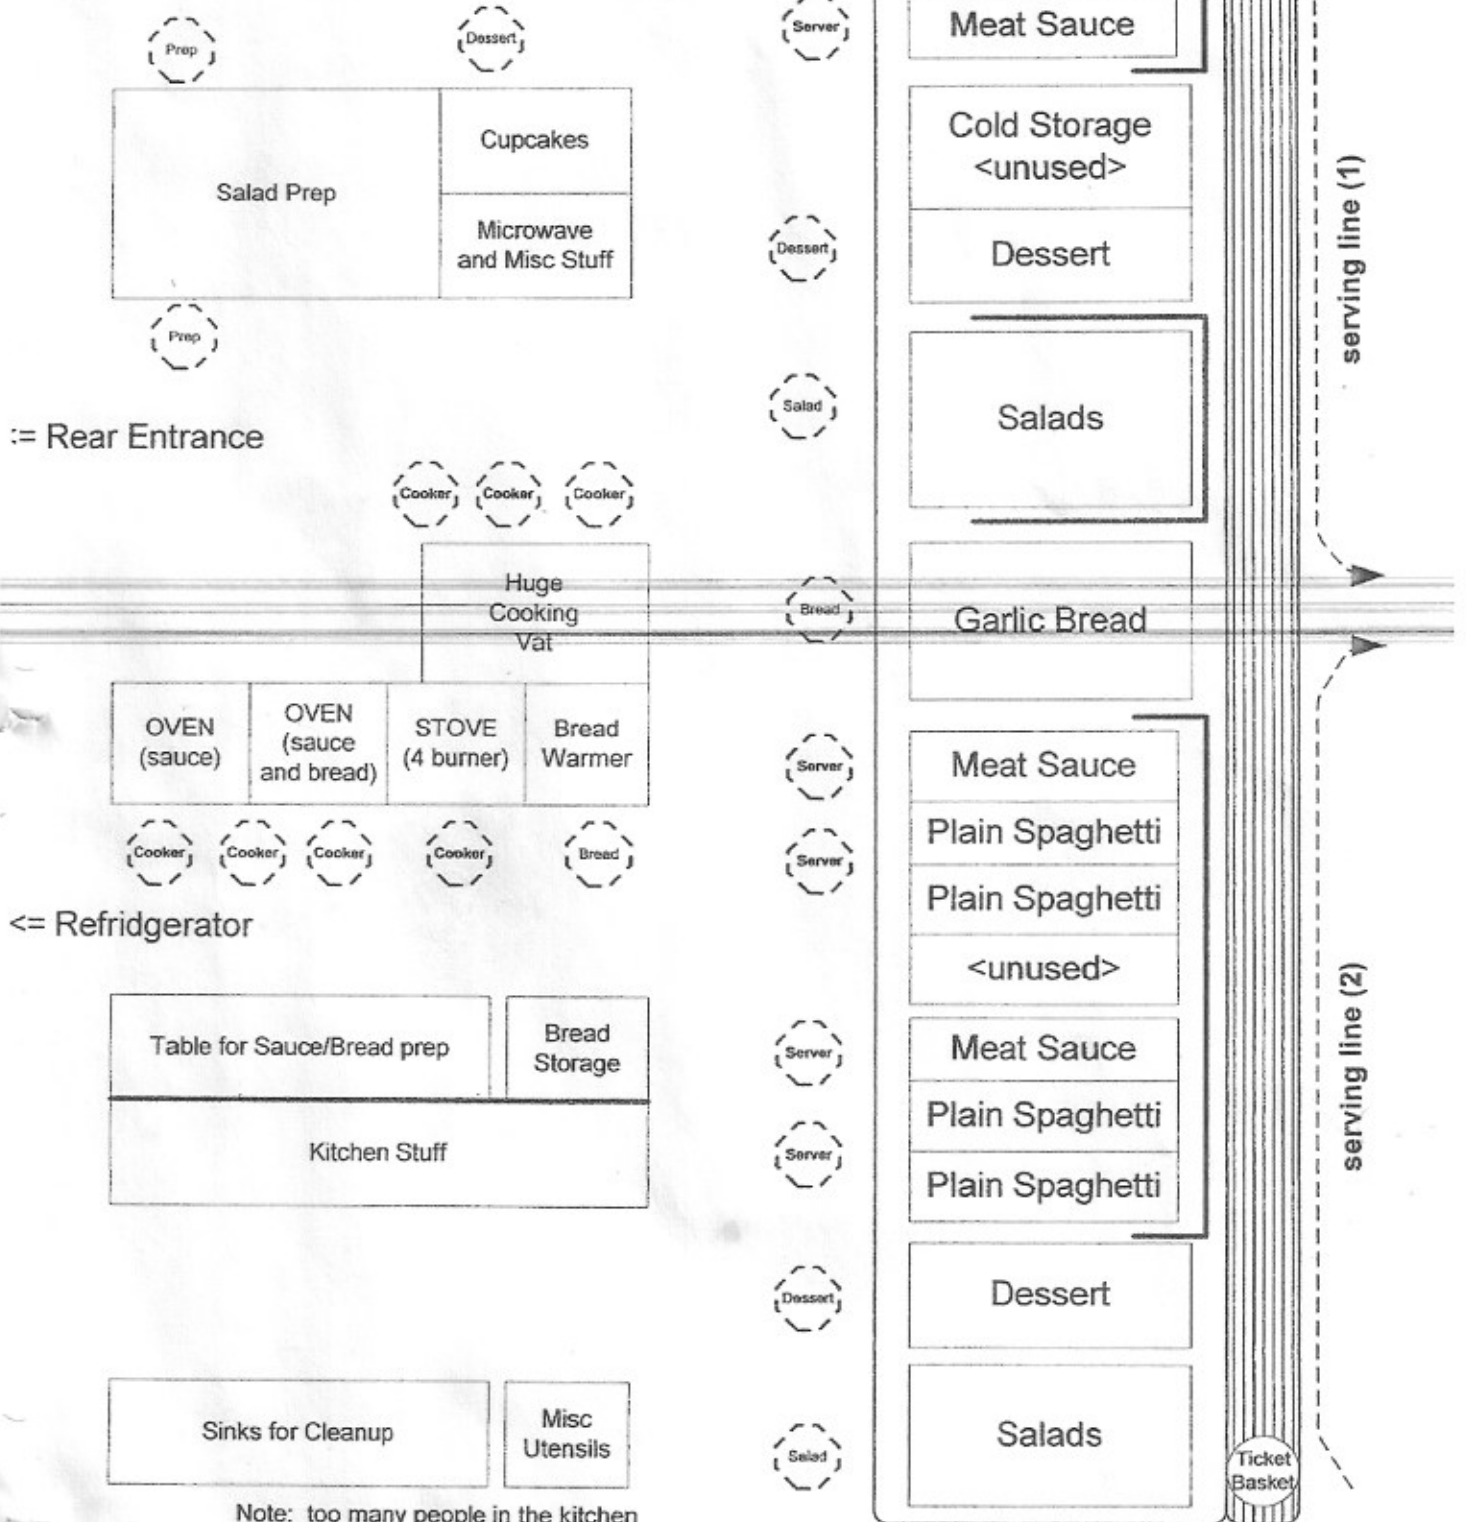 Prep
Dessert
Salad Prep
Cupcakes
Microwave
and Misc Stuff
Prep
:= Rear Entrance
Cooker
Cooker
Cooker
Huge
Cooking
Vat
OVEN
(sauce)
OVEN
(sauce
and bread)
STOVE
(4 burner)
Bread
Warmer
Cooker
Cooker
Cooker
Cooker
Bread
<= Refridgerator
Table for Sauce/Bread prep
Bread
Storage
Kitchen Stuff
Sinks for Cleanup
Misc
Utensils
Note: too many people in the kitchen
Server
Meat Sauce
Cold Storage
<unused>
Dessert
Dessert
Salad
Salads
Bread
Garlic Bread
Server
Meat Sauce
Plain Spaghetti
Server
Plain Spaghetti
<unused>
Server
Meat Sauce
Plain Spaghetti
Server
Plain Spaghetti
Dessert
Dessert
Salad
Salads
Ticket
Basket
serving line (1)
serving line (2)